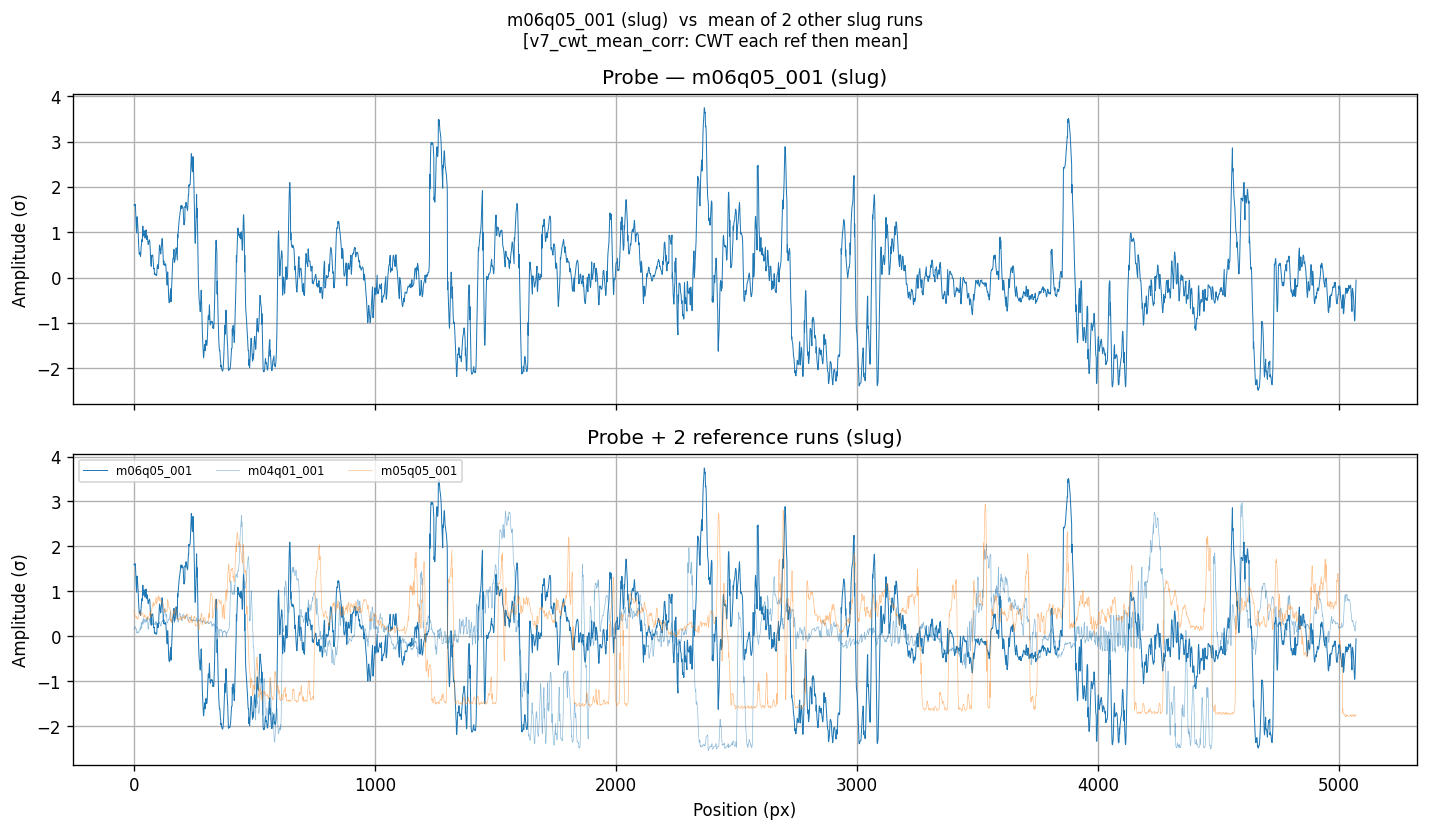 m06q05_001 (slug)  vs  mean of 2 other slug runs
[v7_cwt_mean_corr: CWT each ref then mean]
Probe — m06q05_001 (slug)
Amplitude (σ)
4
3
2
1
0
−1
−2
Probe + 2 reference runs (slug)
m06q05_001 m04q01_001 m05q05_001
Amplitude (σ)
4
3
2
1
0
−1
−2
0 1000 2000 3000 4000 5000
Position (px)